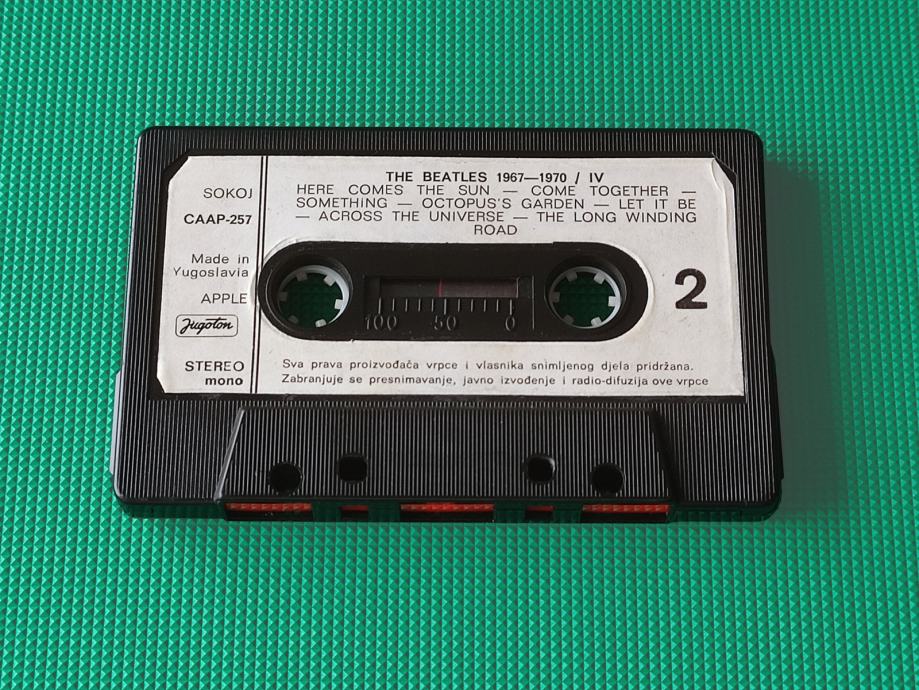 THE BEATLES 1967—1970 / IV
HERE COMES THE SUN — COME TOGETHER —
SOMETHING — OCTOPUS'S GARDEN — LET IT BE
— ACROSS THE UNIVERSE — THE LONG WINDING
ROAD
SOKOJ
CAAP-257
Made in
Yugoslavia
APPLE
Jugoton
STEREO
mono
100 50 0
2
Sva prava proizvođača vrpce i vlasnika snimljenog djela pridržana.
Zabranjuje se presnimavanje, javno izvođenje i radio-difuzija ove vrpce